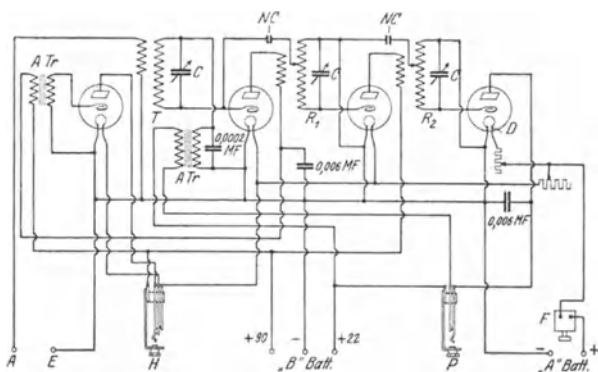 NC NC
A Tr C C C
T R₁ R₂ D
0,0002
MF
A Tr 0,006 MF
0,006 MF
F
+90 − +22 − +
A E H „B" Batt. P „A" Batt.